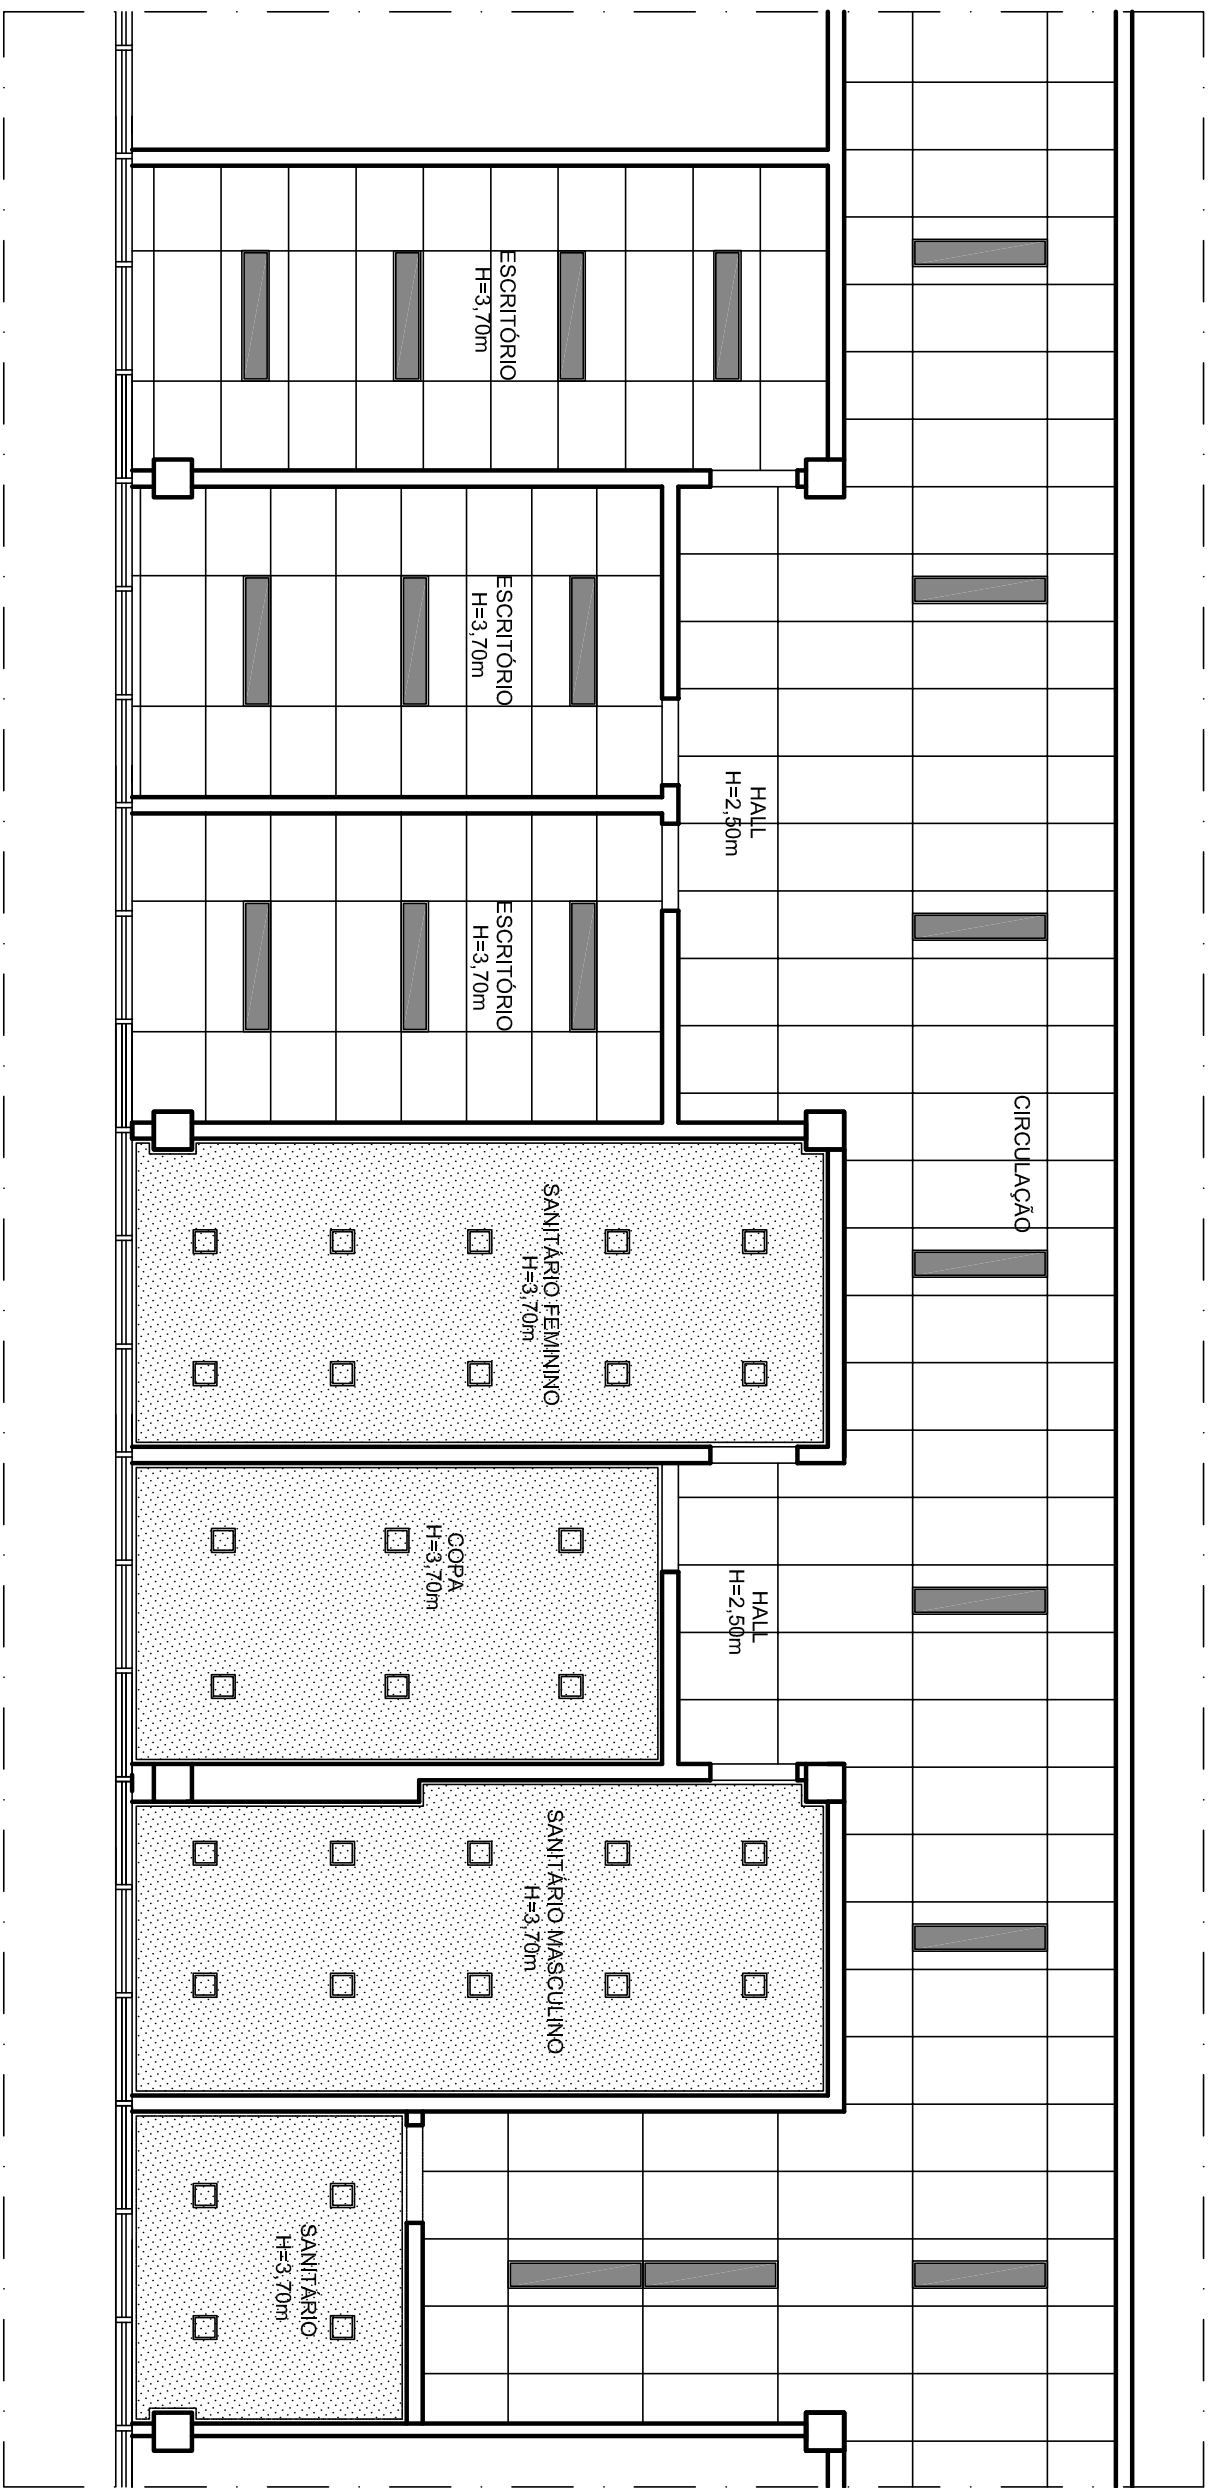 ESCRITÓRIO
H=3,70m
ESCRITÓRIO
H=3,70m
HALL
H=2,50m
ESCRITÓRIO
H=3,70m
CIRCULAÇÃO
SANITÁRIO FEMININO
H=3,70m
COPA
H=3,70m
HALL
H=2,50m
SANITÁRIO MASCULINO
H=3,70m
SANITÁRIO
H=3,70m